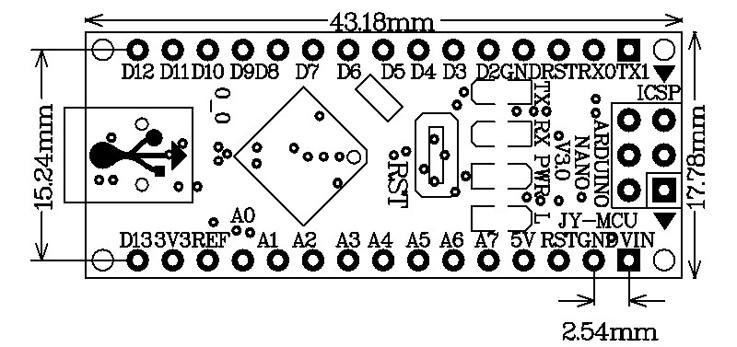 43.18mm
D12 D11 D10 D9 D8 D7 D6 D5 D4 D3 D2 GND RST RX0 TX1
ICSP
15.24mm
17.78mm
TX
RX
PWR
L
RST
ARDUINO
NANO
V3.0
JY-MCU
A0
D13 3V3 REF A1 A2 A3 A4 A5 A6 A7 5V RST GND VIN
2.54mm